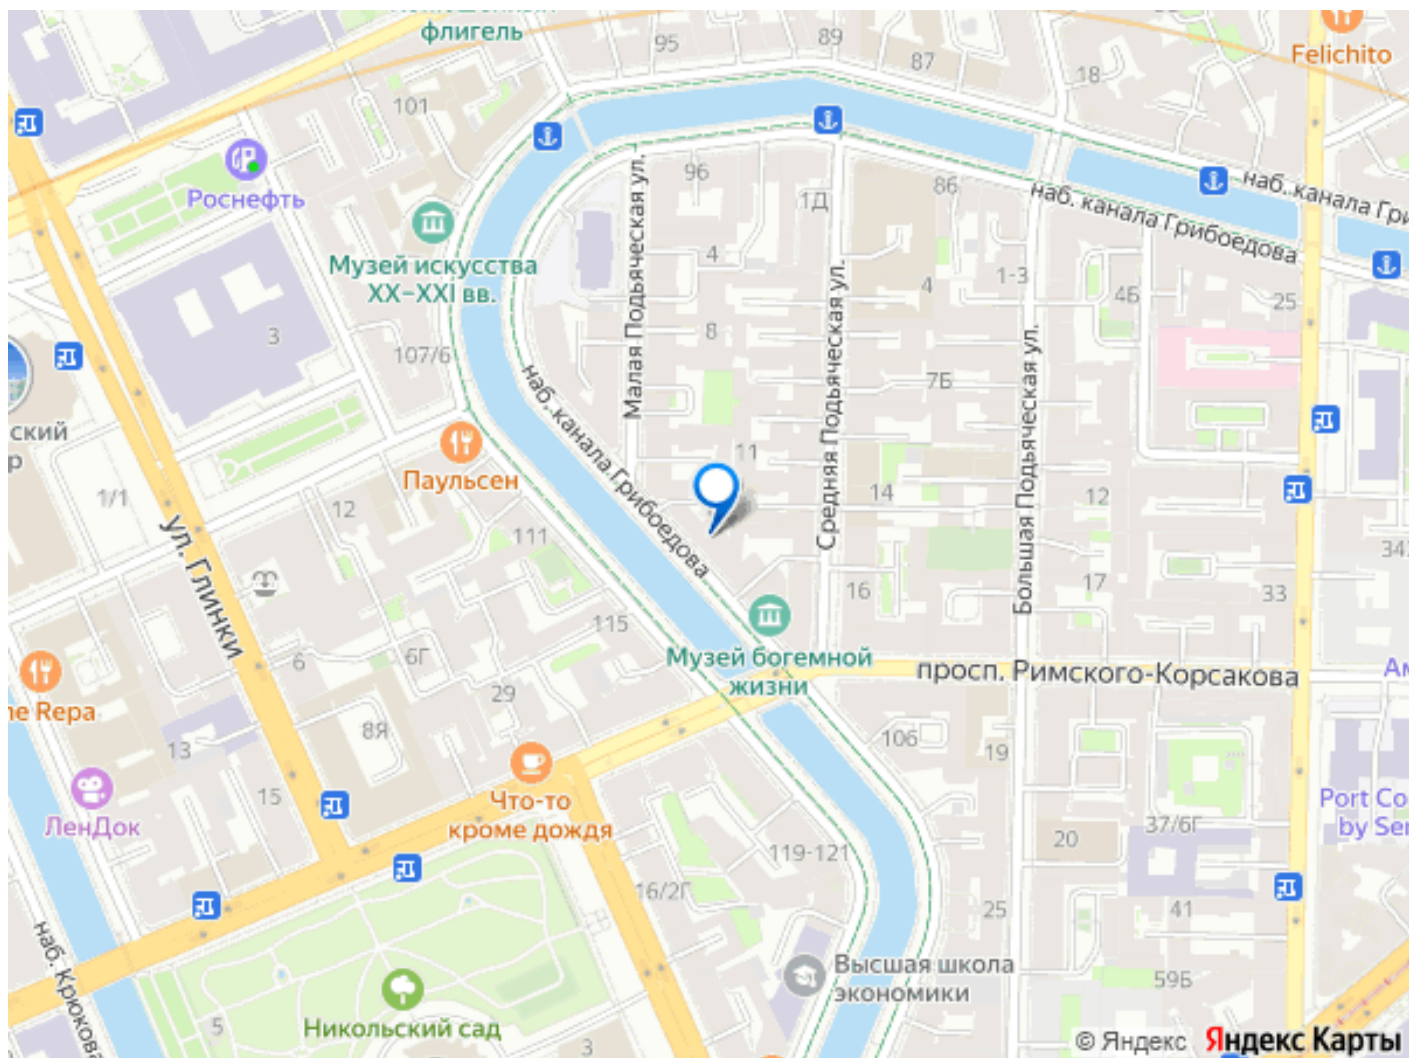 флигель
95
89
87
18
Felichito
101
Роснефть
96
1Д
86
наб. канала Грибоедова
наб. канала Гри
Музей искусства
XX–XXI вв.
Малая Подьяческая ул.
4
4
1-3
4Б
25
3
107/6
8
Средняя Подьяческая ул.
Большая Подьяческая ул.
7Б
наб. канала Грибоедова
ский
р
Паульсен
11
14
12
1/1
12
111
ул. Глинки
34
16
17
33
115
6
6Г
29
Музей богемной
жизни
просп. Римского-Корсакова
Ам
ne Repa
13
8Я
106
19
15
ЛенДок
Что-то
кроме дождя
Port Co
by Ser
37/6Г
20
119-121
16/2Г
25
41
наб. Крюкова
Высшая школа
экономики
59Б
5
Никольский сад
3
© Яндекс Яндекс Карты